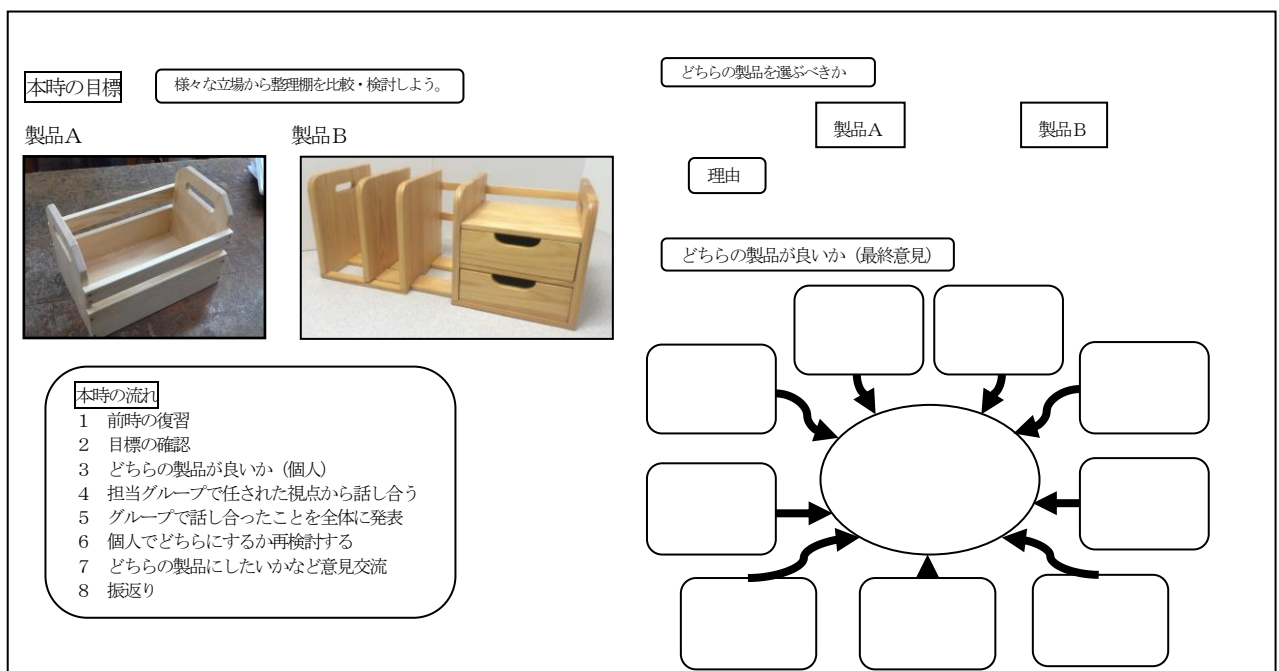 本時の目標
様々な立場から整理棚を比較・検討しよう。
製品A
製品B
本時の流れ
1 前時の復習
2 目標の確認
3 どちらの製品が良いか（個人）
4 担当グループで任された視点から話し合う
5 グループで話し合ったことを全体に発表
6 個人でどちらにするか再検討する
7 どちらの製品にしたいかなど意見交流
8 振返り
どちらの製品を選ぶべきか
製品A
製品B
理由
どちらの製品が良いか（最終意見）